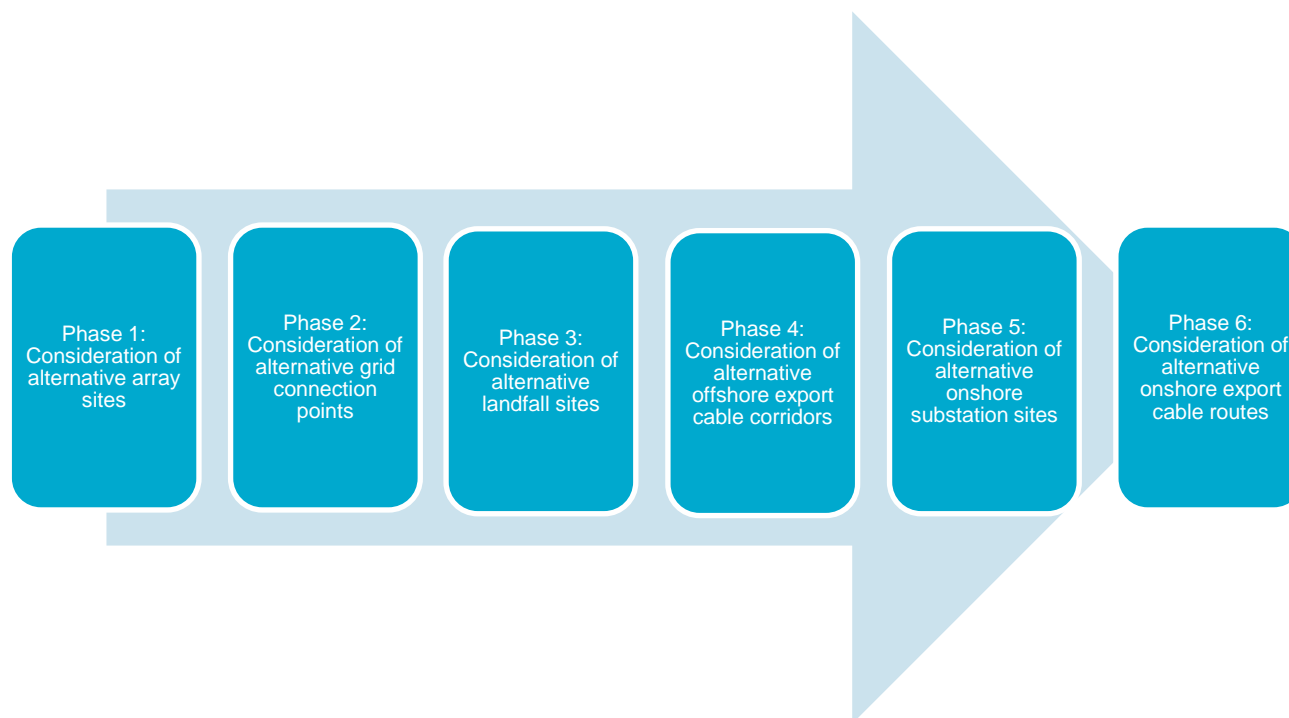 Phase 1:
Consideration of
alternative array
sites
Phase 2:
Consideration of
alternative grid
connection
points
Phase 3:
Consideration of
alternative
landfall sites
Phase 4:
Consideration of
alternative
offshore export
cable corridors
Phase 5:
Consideration of
alternative
onshore
substation sites
Phase 6:
Consideration of
alternative
onshore export
cable routes